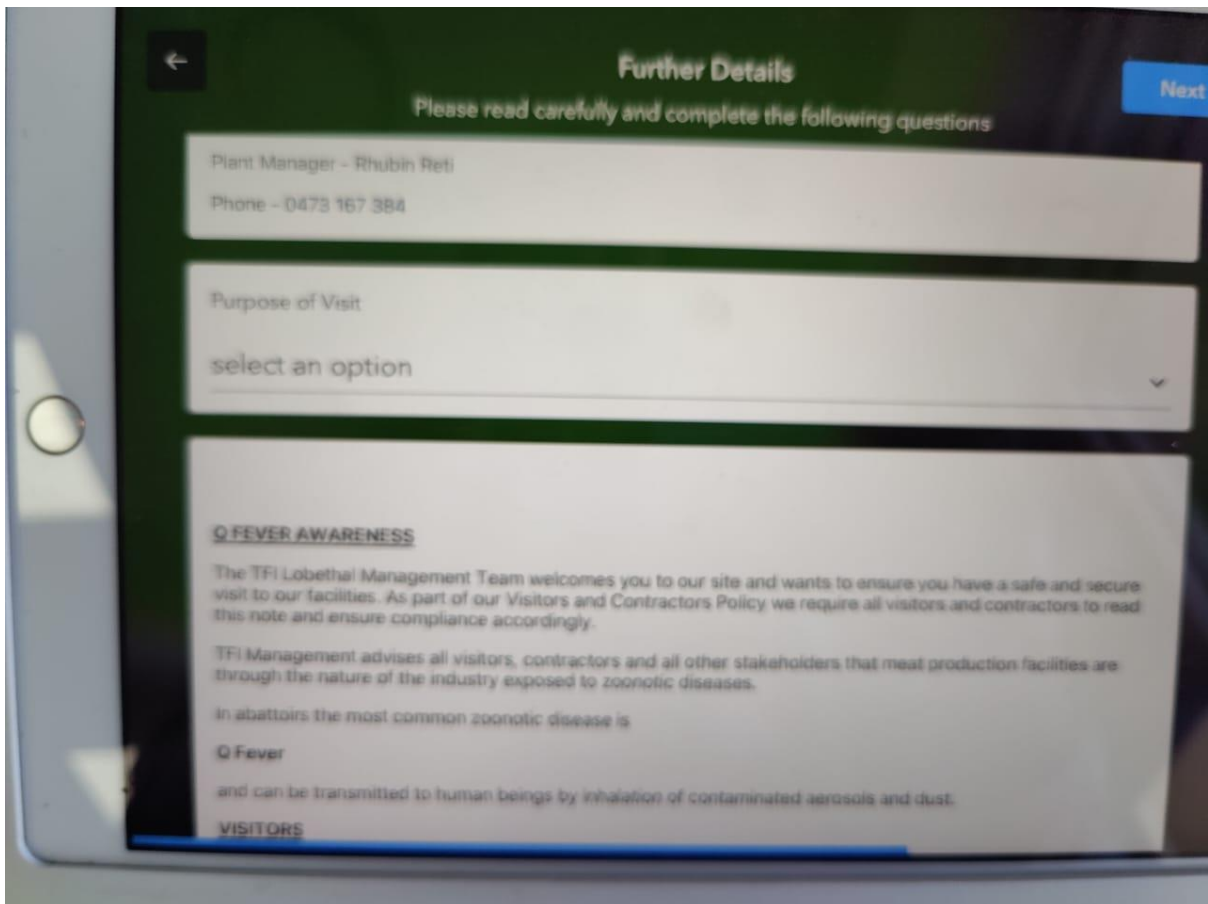 Further Details
Next
Please read carefully and complete the following questions
Plant Manager - Rhubin Reti
Phone - 0473 167 384
Purpose of Visit
select an option
Q FEVER AWARENESS
The TFI Lobethal Management Team welcomes you to our site and wants to ensure you have a safe and secure
visit to our facilities. As part of our Visitors and Contractors Policy we require all visitors and contractors to read
this note and ensure compliance accordingly.
TFI Management advises all visitors, contractors and all other stakeholders that meat production facilities are
through the nature of the industry exposed to zoonotic diseases.
In abattoirs the most common zoonotic disease is
Q Fever
and can be transmitted to human beings by inhalation of contaminated aerosols and dust.
VISITORS